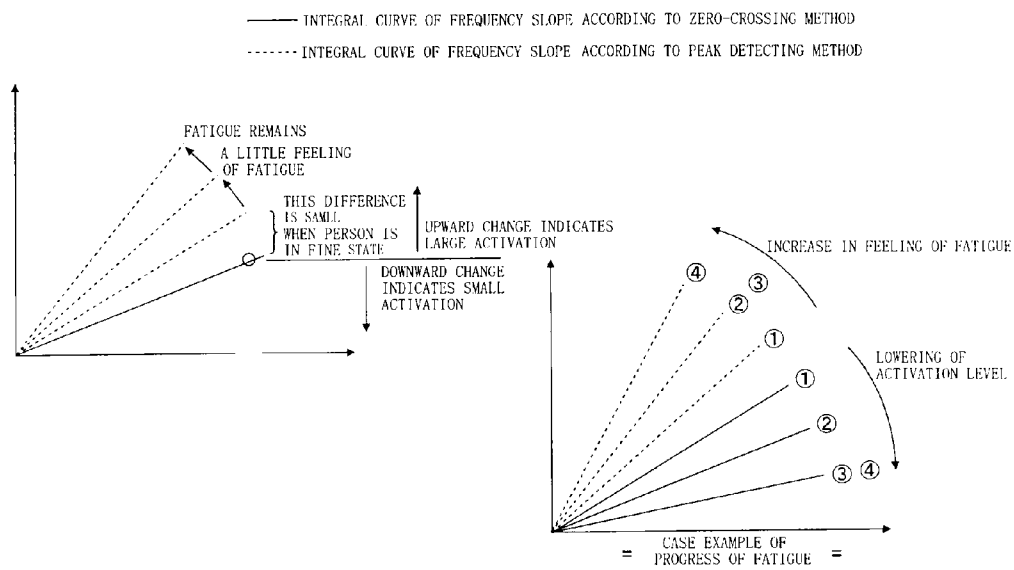 INTEGRAL CURVE OF FREQUENCY SLOPE ACCORDING TO ZERO-CROSSING METHOD
INTEGRAL CURVE OF FREQUENCY SLOPE ACCORDING TO PEAK DETECTING METHOD
FATIGUE REMAINS
A LITTLE FEELING
OF FATIGUE
THIS DIFFERENCE
IS SAMLL
WHEN PERSON IS
IN FINE STATE
UPWARD CHANGE INDICATES
LARGE ACTIVATION
DOWNWARD CHANGE
INDICATES SMALL
ACTIVATION
INCREASE IN FEELING OF FATIGUE
④
③
②
①
LOWERING OF
ACTIVATION LEVEL
①
②
③ ④
= CASE EXAMPLE OF
PROGRESS OF FATIGUE =